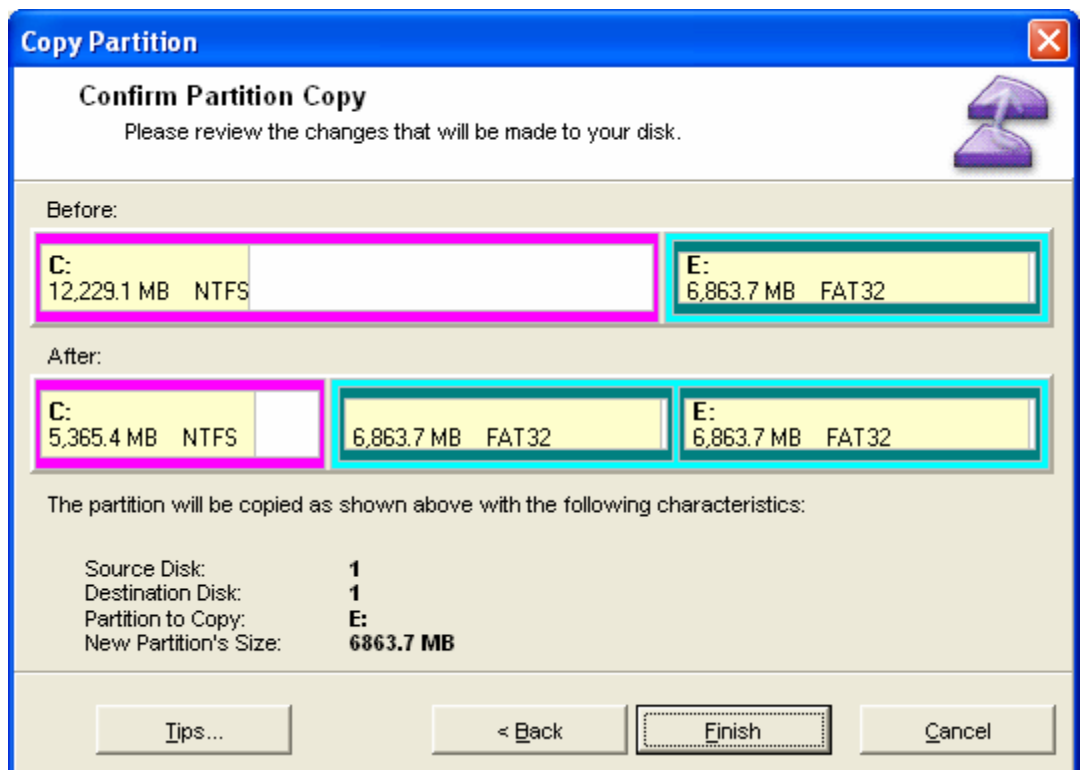 Copy Partition
Confirm Partition Copy
Please review the changes that will be made to your disk.
Before:
C:
12,229.1 MB NTFS
E:
6,863.7 MB FAT32
After:
C:
5,365.4 MB NTFS
6,863.7 MB FAT32
E:
6,863.7 MB FAT32
The partition will be copied as shown above with the following characteristics:
Source Disk: 1
Destination Disk: 1
Partition to Copy: E:
New Partition's Size: 6863.7 MB
Tips... < Back Finish Cancel